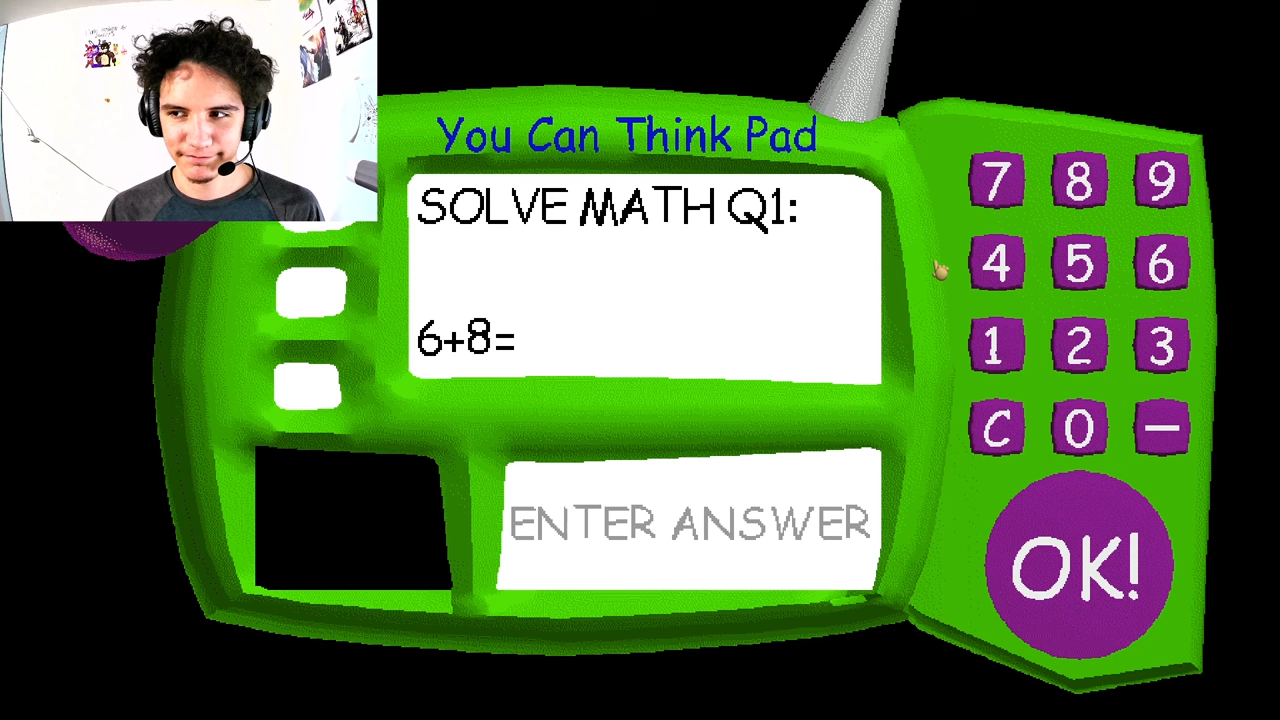 You Can Think Pad
SOLVE MATH Q1:
6+8=
ENTER ANSWER
7 8 9
4 5 6
1 2 3
C 0 −
OK!